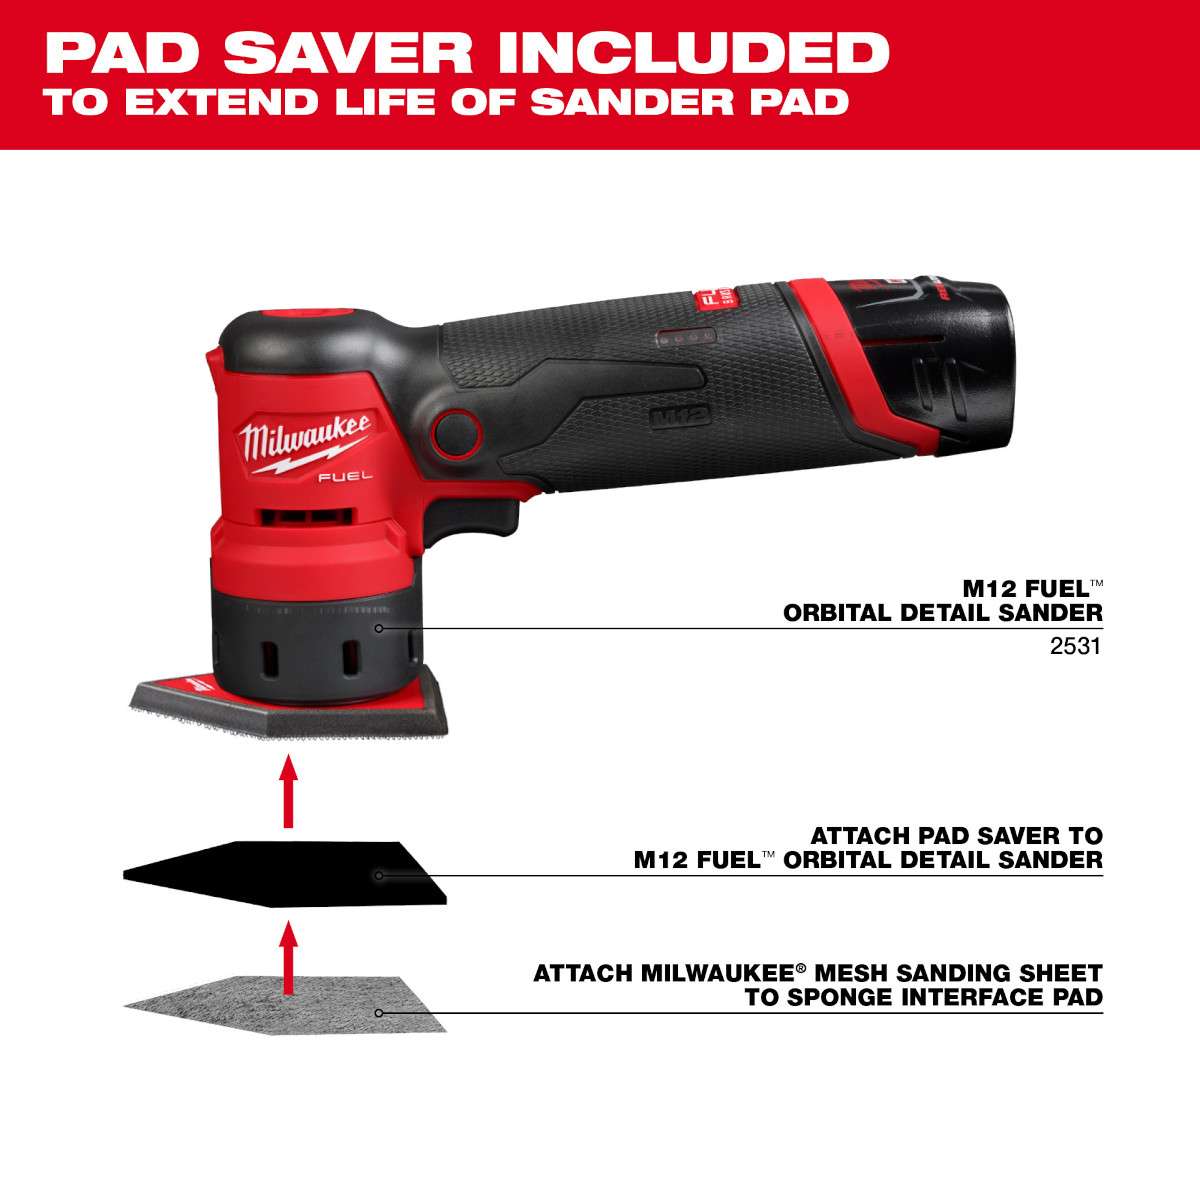 PAD SAVER INCLUDED
TO EXTEND LIFE OF SANDER PAD
Milwaukee
FUEL
M12
M12 FUEL™
ORBITAL DETAIL SANDER
2531
ATTACH PAD SAVER TO
M12 FUEL™ ORBITAL DETAIL SANDER
ATTACH MILWAUKEE® MESH SANDING SHEET
TO SPONGE INTERFACE PAD